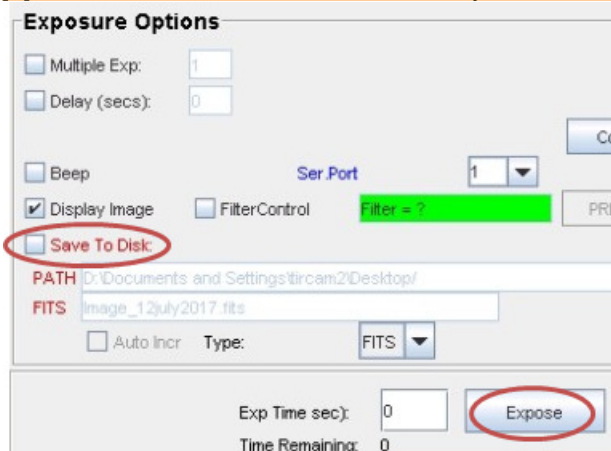 Exposure Options
Multiple Exp: 1
Delay (secs): 0
Beep Ser.Port 1
Display Image FilterControl Filter = ?
Save To Disk:
PATH D:\Documents and Settings\tircam2\Desktop/
FITS Image_12july2017.fits
Auto Incr Type: FITS
Exp Time sec): 0 Expose
Time Remaining: 0